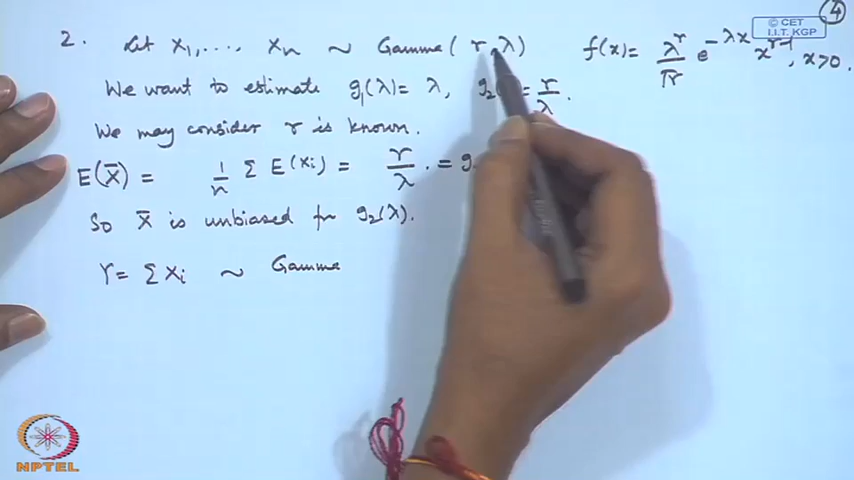 4
© CET
I.I.T. KGP
2. Let X₁,..., Xₙ ~ Gamma ( r, λ) f(x) = λ^r / Γr e^{-λx} x^{r-1}, x>0.
We want to estimate g₁(λ) = λ, g₂ = r/λ.
We may consider r is known.
E(X̄) = 1/n Σ E(Xi) = r/λ . = g
So X̄ is unbiased for g₂(λ).
Y = Σ Xi ~ Gamma
NPTEL